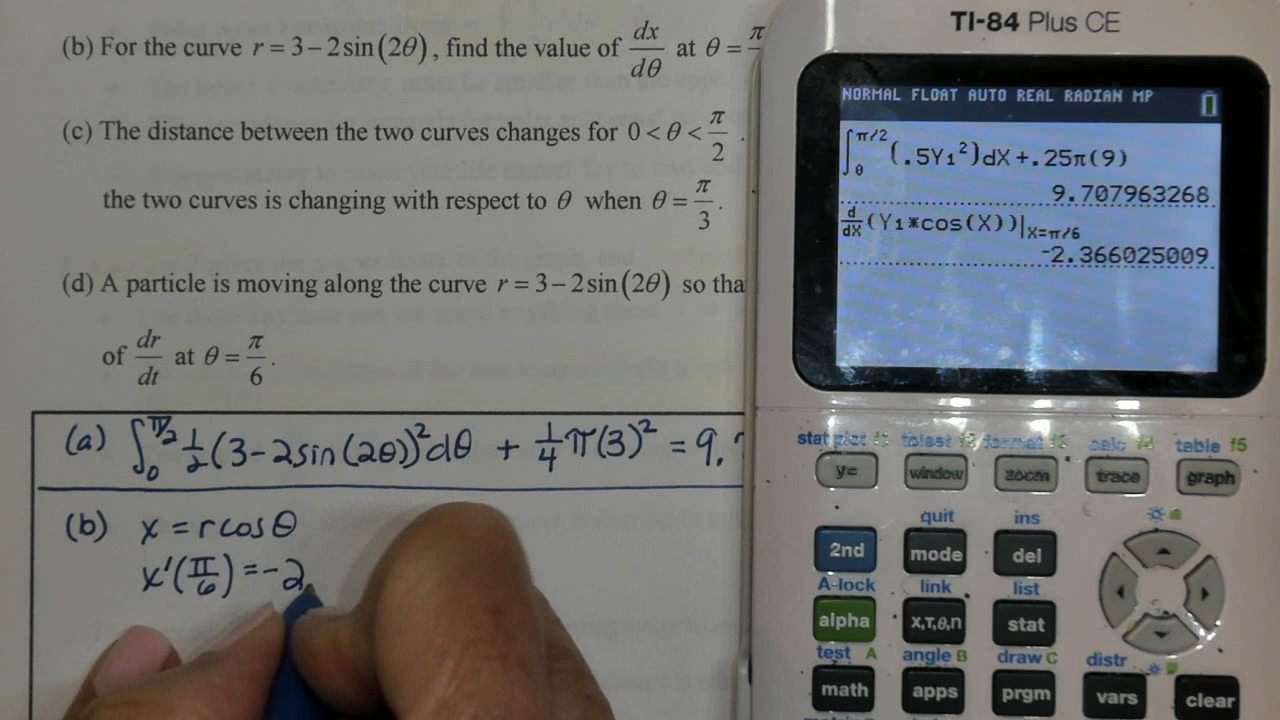 (b) For the curve r = 3 − 2 sin(2θ), find the value of dx/dθ at θ = π
(c) The distance between the two curves changes for 0 < θ < π/2.
the two curves is changing with respect to θ when θ = π/3.
(d) A particle is moving along the curve r = 3 − 2 sin(2θ) so tha
of dr/dt at θ = π/6.
(a) ∫₀^π/2 ½(3-2sin(2θ))²dθ + ¼π(3)² = 9.
(b) x = rcosθ
x'(π/6) = -2
TI-84 Plus CE
NORMAL FLOAT AUTO REAL RADIAN MP
∫₀^π/2 (.5Y₁²)dX+.25π(9)
9.707963268
d/dX(Y₁*cos(X))|X=π/6
-2.366025009
stat plot f1 tblset f2 format f3 calc f4 table f5
y= window zoom trace graph
quit ins
2nd mode del
A-lock link list
alpha X,T,θ,n stat
test A angle B draw C distr
math apps prgm vars clear